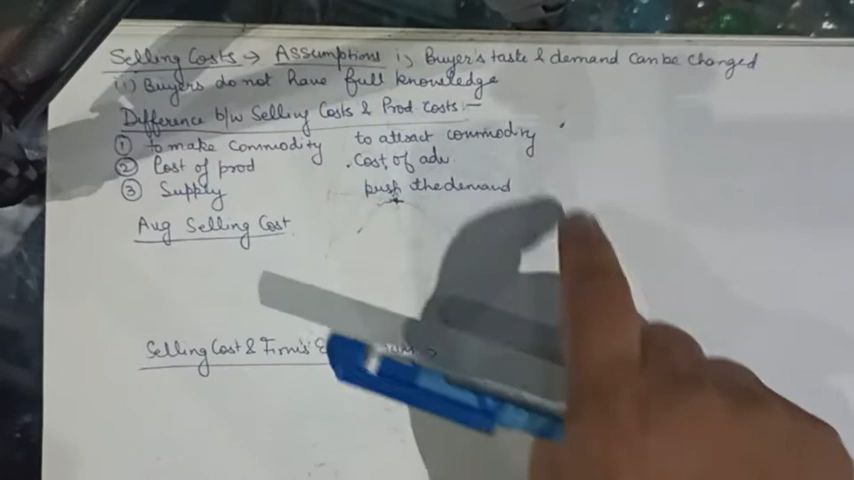 Selling Costs → Assumptions i) Buyer's taste & demand can be changed
(ii) Buyers do not have full knowledge
Difference b/w Selling Costs & Prod Costs :-
① to make commodity to attract commodity
② Cost of prod Cost of adv
③ Supply push the demand
Avg Selling Cost
Selling Cost & Firm's